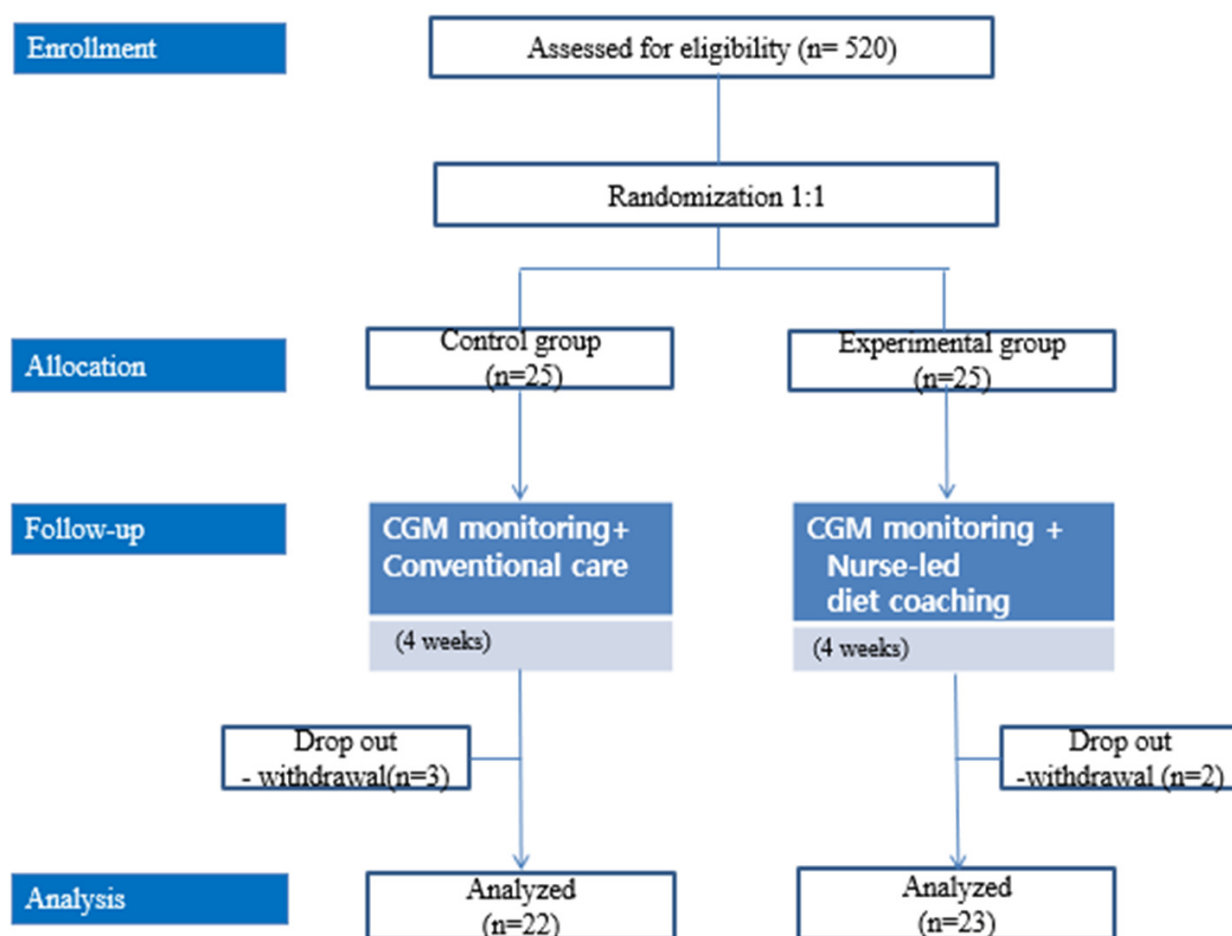 Enrollment
Assessed for eligibility (n= 520)
Randomization 1:1
Allocation
Control group
(n=25)
Experimental group
(n=25)
Follow-up
CGM monitoring+
Conventional care
(4 weeks)
CGM monitoring +
Nurse-led
diet coaching
(4 weeks)
Drop out
- withdrawal(n=3)
Drop out
-withdrawal (n=2)
Analysis
Analyzed
(n=22)
Analyzed
(n=23)